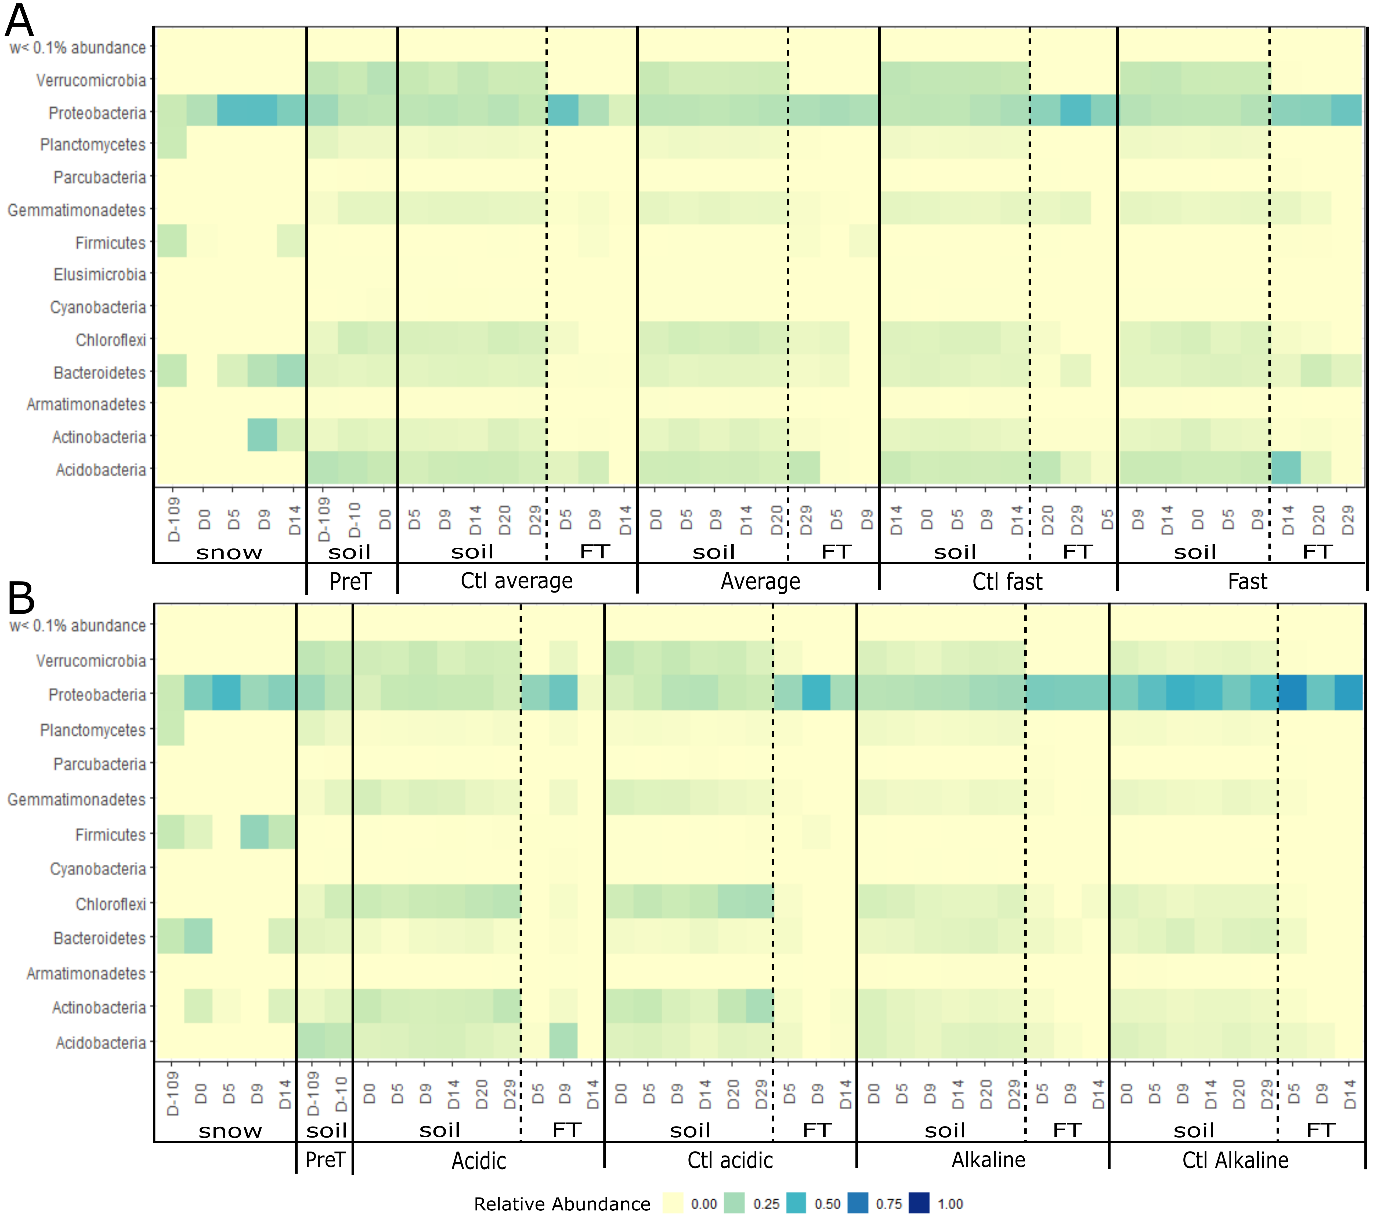 A
w< 0.1% abundance
Verrucomicrobia
Proteobacteria
Planctomycetes
Parcubacteria
Gemmatimonadetes
Firmicutes
Elusimicrobia
Cyanobacteria
Chloroflexi
Bacteroidetes
Armatimonadetes
Actinobacteria
Acidobacteria
D-109 D0 D5 D9 D14 D-109 D-10 D0 D5 D9 D14 D20 D29 D5 D9 D14 D0 D5 D9 D14 D20 D29 D5 D9 D14 D0 D5 D9 D14 D20 D29 D5 D9 D14 D0 D5 D9 D14 D20 D29
snow soil soil FT soil FT soil FT soil FT
PreT Ctl average Average Ctl fast Fast
B
w< 0.1% abundance
Verrucomicrobia
Proteobacteria
Planctomycetes
Parcubacteria
Gemmatimonadetes
Firmicutes
Cyanobacteria
Chloroflexi
Bacteroidetes
Armatimonadetes
Actinobacteria
Acidobacteria
D-109 D0 D5 D9 D14 D-109 D-10 D0 D5 D9 D14 D20 D29 D5 D9 D14 D0 D5 D9 D14 D20 D29 D5 D9 D14 D0 D5 D9 D14 D20 D29 D5 D9 D14 D0 D5 D9 D14 D20 D29 D5 D9 D14
snow soil soil FT soil FT soil FT soil FT
PreT Acidic Ctl acidic Alkaline Ctl Alkaline
Relative Abundance 0.00 0.25 0.50 0.75 1.00